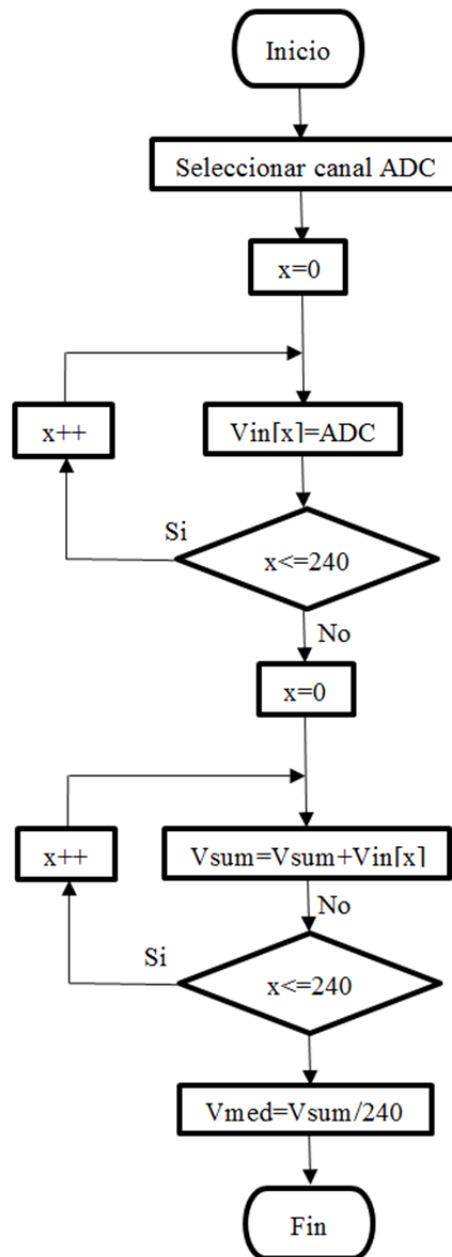 Inicio
Seleccionar canal ADC
x=0
x++
Vin[x]=ADC
Si
x<=240
No
x=0
x++
Vsum=Vsum+Vin[x]
No
Si
x<=240
Vmed=Vsum/240
Fin